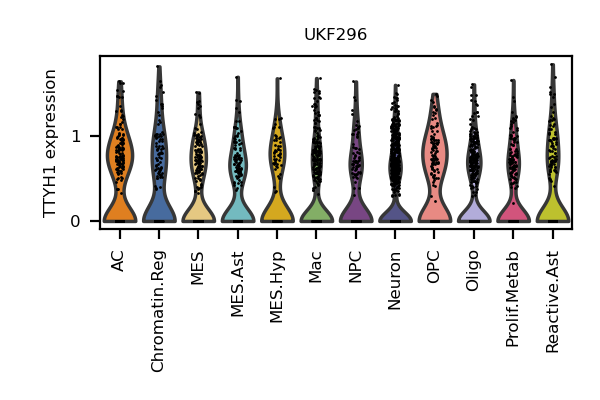 UKF296
TTYH1 expression
1
0
AC
Chromatin.Reg
MES
MES.Ast
MES.Hyp
Mac
NPC
Neuron
OPC
Oligo
Prolif.Metab
Reactive.Ast